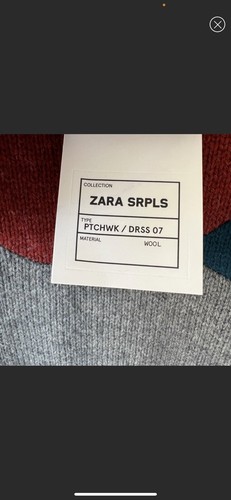 COLLECTION
ZARA SRPLS
TYPE
PTCHWK / DRSS 07
MATERIAL
WOOL